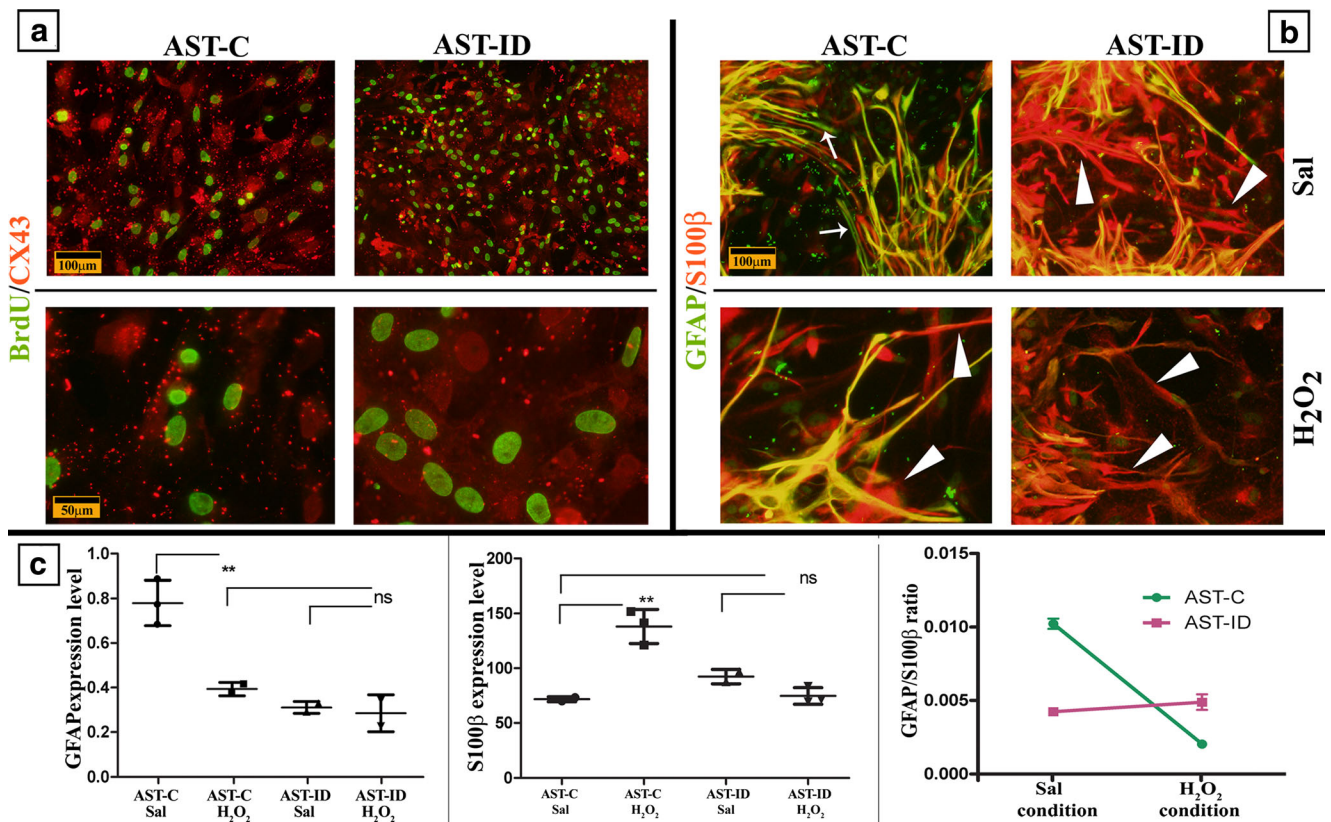 a
AST-C
AST-ID
BrdU/CX43
100µm
50µm
b
AST-C
AST-ID
GFAP/S100β
100µm
Sal
H₂O₂
c
GFAPexpression level
1.0
0.8
0.6
0.4
0.2
0.0
**
ns
AST-C
Sal
AST-C
H₂O₂
AST-ID
Sal
AST-ID
H₂O₂
S100β expression level
200
150
100
50
0
**
ns
AST-C
Sal
AST-C
H₂O₂
AST-ID
Sal
AST-ID
H₂O₂
GFAP/S100β ratio
0.015
0.010
0.005
0.000
AST-C
AST-ID
Sal
condition
H₂O₂
condition